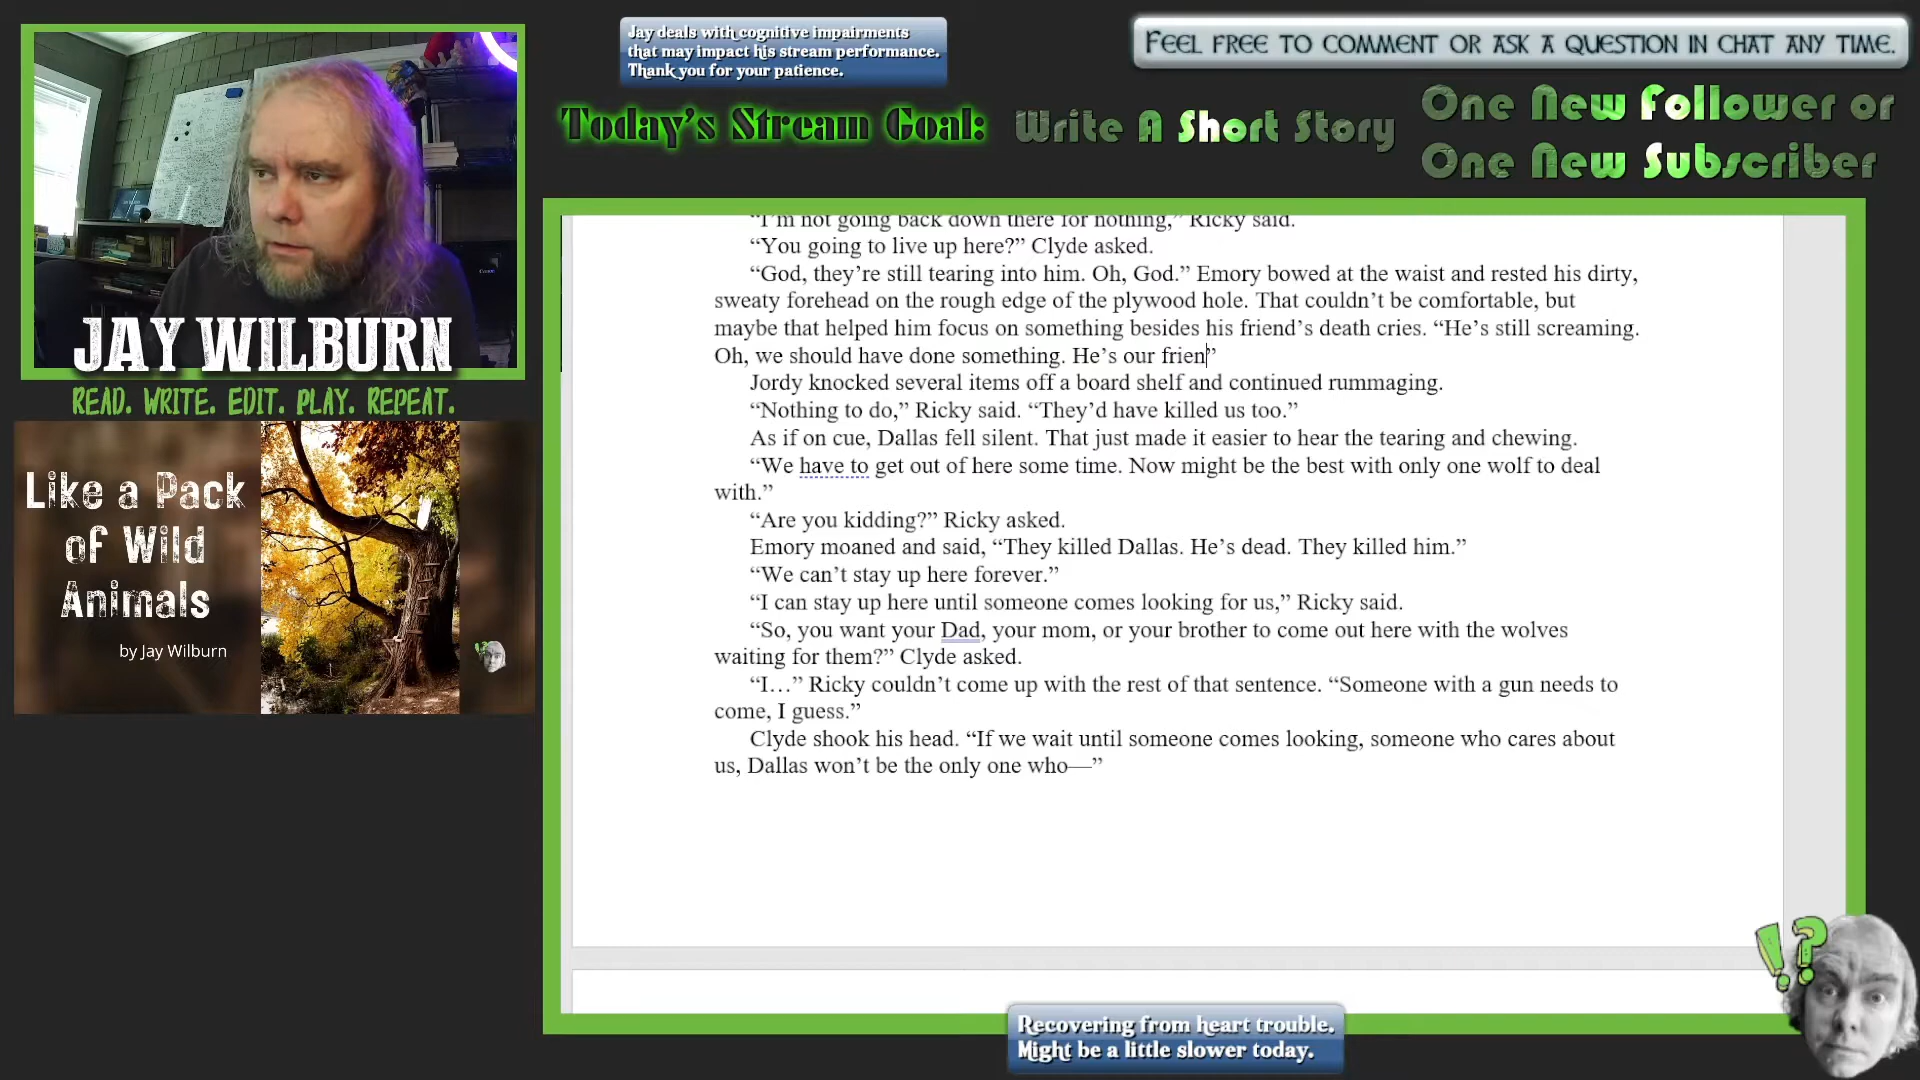 Jay deals with cognitive impairments
that may impact his stream performance.
Thank you for your patience.
Feel free to comment or ask a question in chat any time.
Today's Stream Goal:
Write A Short Story
One New Follower or
One New Subscriber
JAY WILBURN
READ. WRITE. EDIT. PLAY. REPEAT.
Like a Pack
of Wild
Animals
by Jay Wilburn
“I’m not going back down there for nothing,” Ricky said.
“You going to live up here?” Clyde asked.
“God, they’re still tearing into him. Oh, God.” Emory bowed at the waist and rested his dirty,
sweaty forehead on the rough edge of the plywood hole. That couldn’t be comfortable, but
maybe that helped him focus on something besides his friend’s death cries. “He’s still screaming.
Oh, we should have done something. He’s our frien”
Jordy knocked several items off a board shelf and continued rummaging.
“Nothing to do,” Ricky said. “They’d have killed us too.”
As if on cue, Dallas fell silent. That just made it easier to hear the tearing and chewing.
“We have to get out of here some time. Now might be the best with only one wolf to deal
with.”
“Are you kidding?” Ricky asked.
Emory moaned and said, “They killed Dallas. He’s dead. They killed him.”
“We can’t stay up here forever.”
“I can stay up here until someone comes looking for us,” Ricky said.
“So, you want your Dad, your mom, or your brother to come out here with the wolves
waiting for them?” Clyde asked.
“I…” Ricky couldn’t come up with the rest of that sentence. “Someone with a gun needs to
come, I guess.”
Clyde shook his head. “If we wait until someone comes looking, someone who cares about
us, Dallas won’t be the only one who—”
!?
Recovering from heart trouble.
Might be a little slower today.